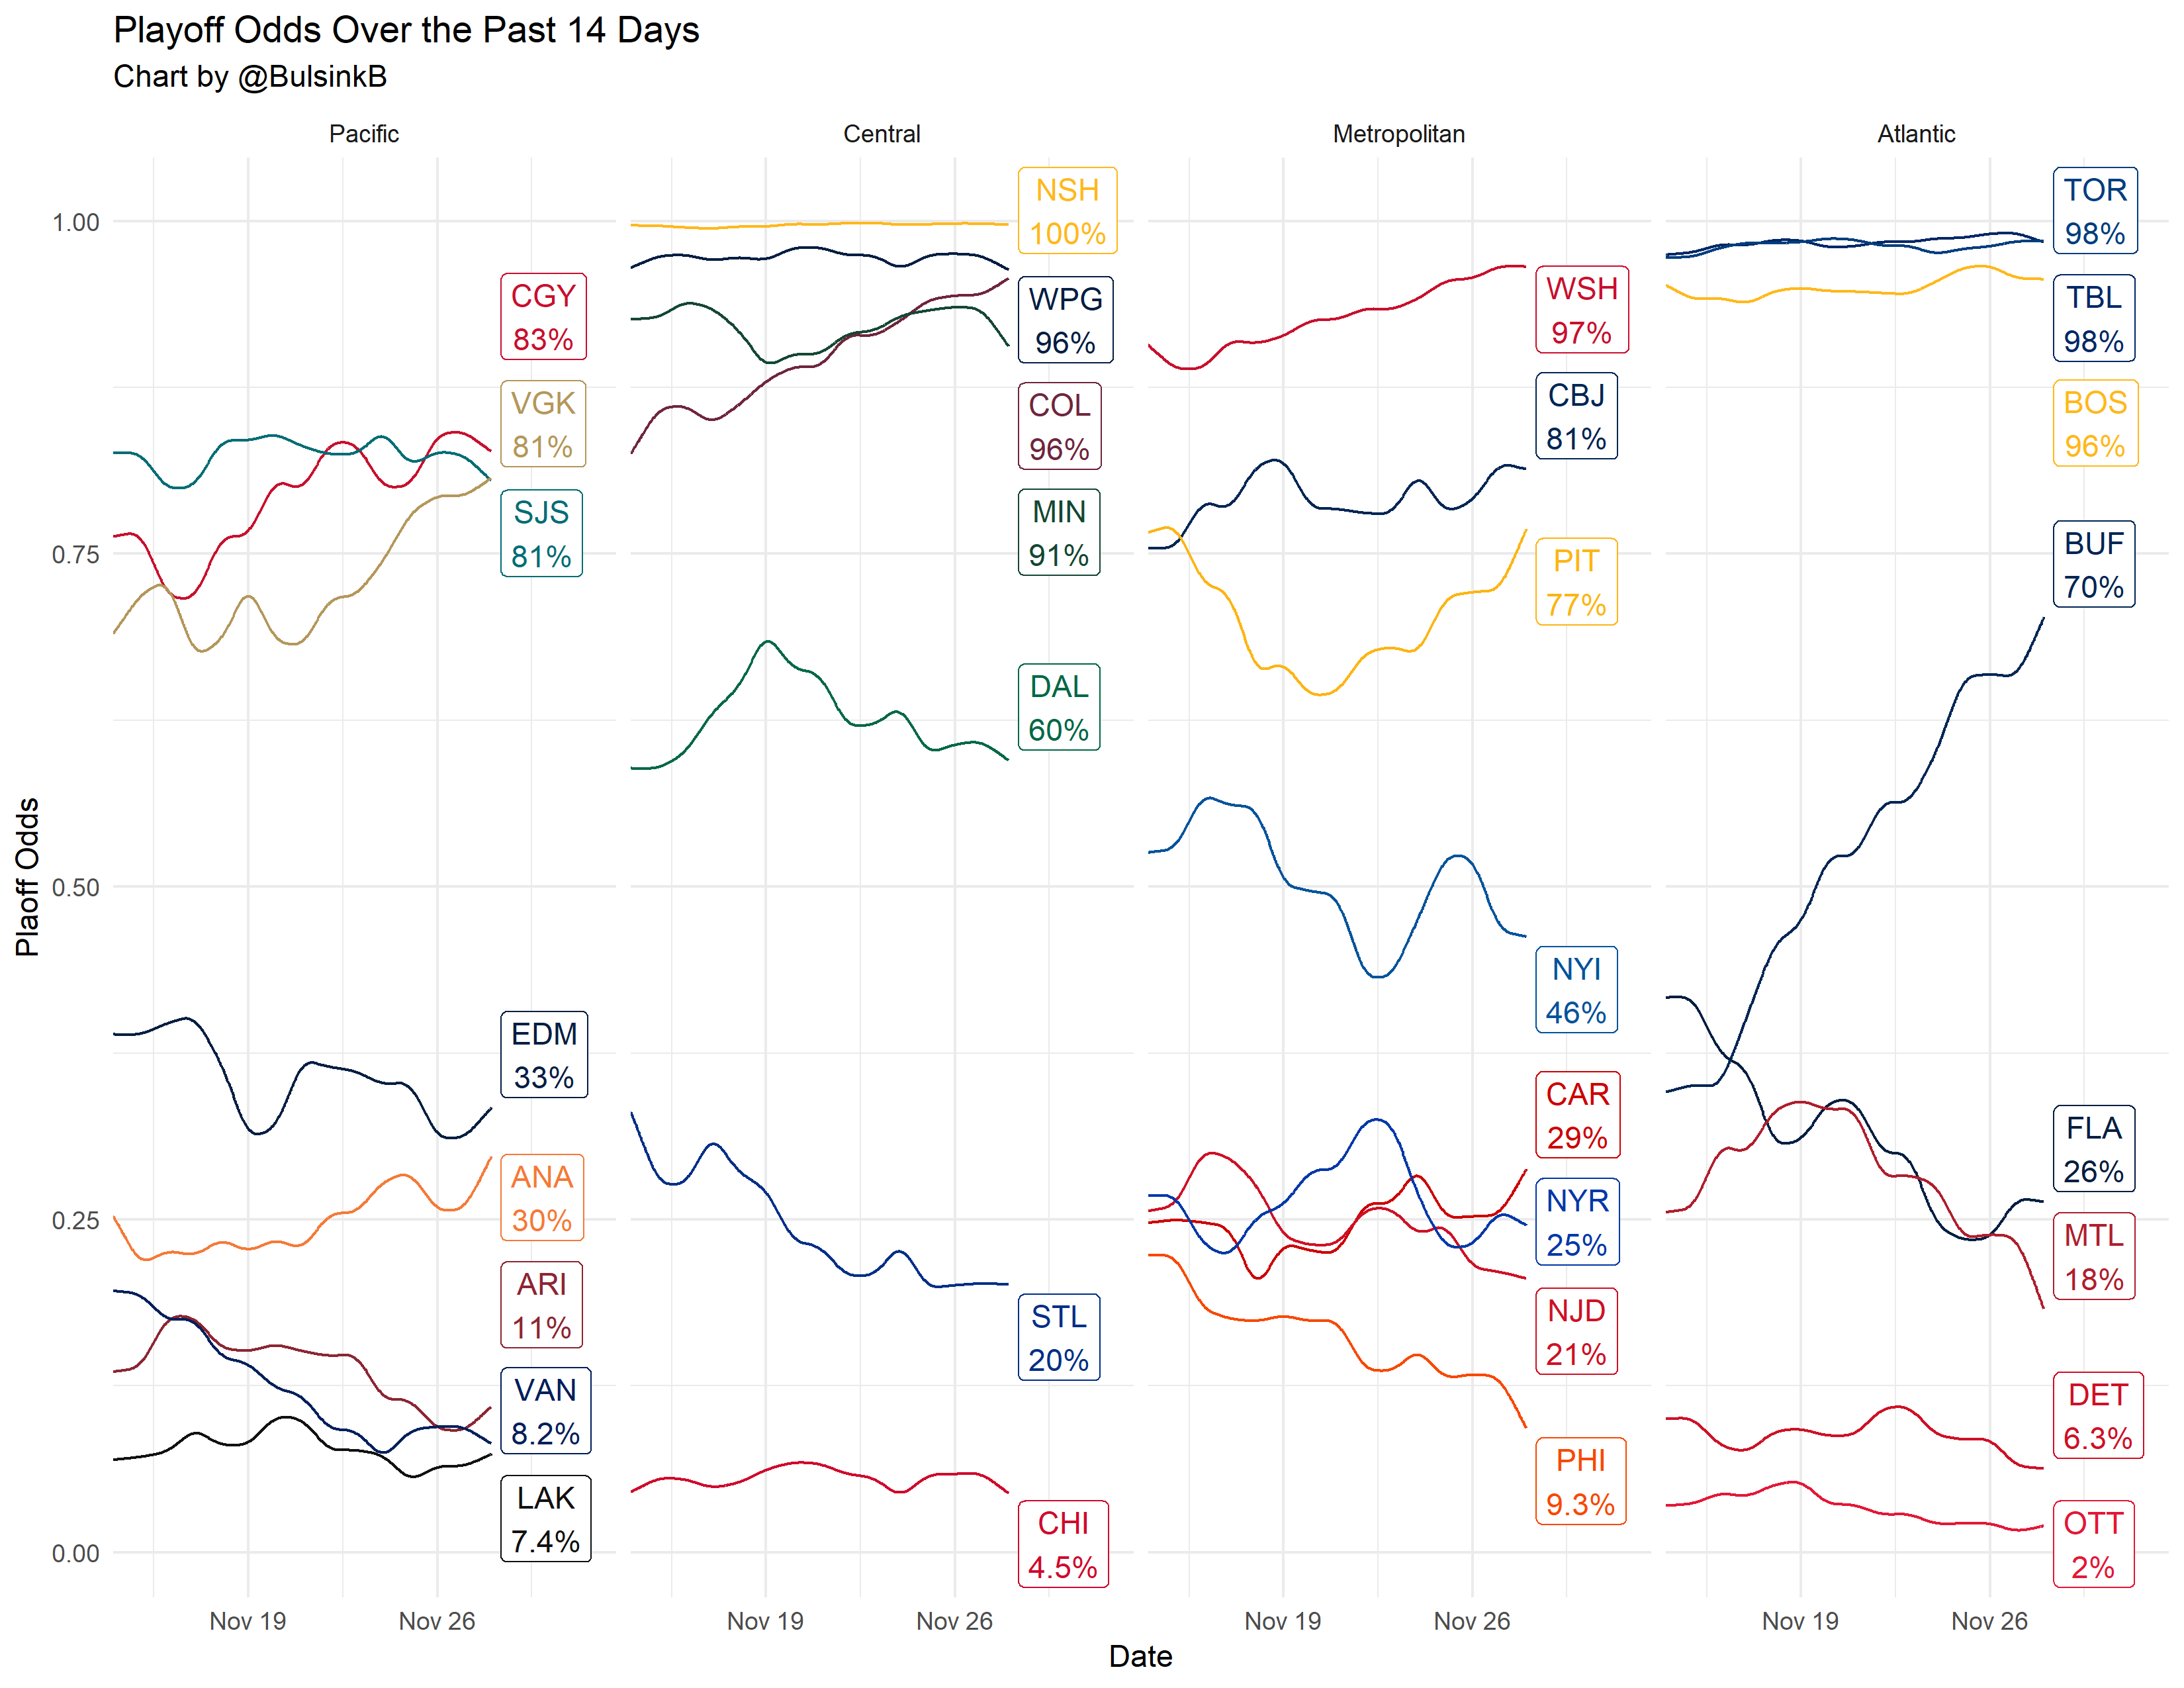 Playoff Odds Over the Past 14 Days
Chart by @BulsinkB
Pacific
Central
Metropolitan
Atlantic
Plaoff Odds
1.00
0.75
0.50
0.25
0.00
CGY
83%
VGK
81%
SJS
81%
EDM
33%
ANA
30%
ARI
11%
VAN
8.2%
LAK
7.4%
NSH
100%
WPG
96%
COL
96%
MIN
91%
DAL
60%
STL
20%
CHI
4.5%
WSH
97%
CBJ
81%
PIT
77%
NYI
46%
CAR
29%
NYR
25%
NJD
21%
PHI
9.3%
TOR
98%
TBL
98%
BOS
96%
BUF
70%
FLA
26%
MTL
18%
DET
6.3%
OTT
2%
Nov 19
Nov 26
Nov 19
Nov 26
Nov 19
Nov 26
Nov 19
Nov 26
Date